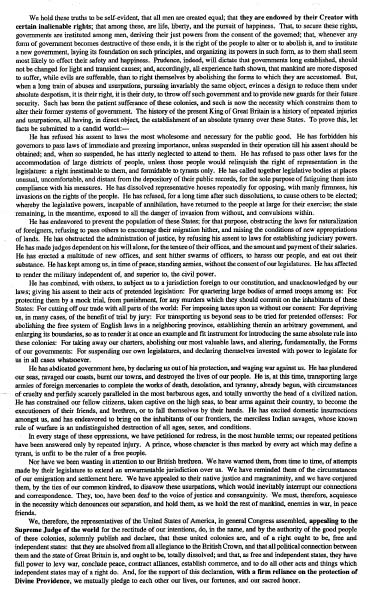 We hold these truths to be self-evident, that all men are created equal; that they are endowed by their Creator with
certain inalienable rights; that among these, are life, liberty, and the pursuit of happiness. That, to secure these rights,
governments are instituted among men, deriving their just powers from the consent of the governed; that, whenever any
form of government becomes destructive of these ends, it is the right of the people to alter or to abolish it, and to institute
a new government, laying its foundation on such principles, and organizing its powers in such form, as to them shall seem
most likely to effect their safety and happiness. Prudence, indeed, will dictate that governments long established, should
not be changed for light and transient causes; and, accordingly, all experience hath shown, that mankind are more disposed
to suffer, while evils are sufferable, than to right themselves by abolishing the forms to which they are accustomed. But,
when a long train of abuses and usurpations, pursuing invariably the same object, evinces a design to reduce them under
absolute despotism, it is their right, it is their duty, to throw off such government and to provide new guards for their future
security. Such has been the patient sufferance of these colonies, and such is now the necessity which constrains them to
alter their former systems of government. The history of the present King of Great Britain is a history of repeated injuries
and usurpations, all having, in direct object, the establishment of an absolute tyranny over these States. To prove this, let
facts be submitted to a candid world:—
He has refused his assent to laws the most wholesome and necessary for the public good. He has forbidden his
governors to pass laws of immediate and pressing importance, unless suspended in their operation till his assent should be
obtained; and, when so suspended, he has utterly neglected to attend to them. He has refused to pass other laws for the
accommodation of large districts of people, unless those people would relinquish the right of representation in the
legislature: a right inestimable to them, and formidable to tyrants only. He has called together legislative bodies at places
unusual, uncomfortable, and distant from the depository of their public records, for the sole purpose of fatiguing them into
compliance with his measures. He has dissolved representative houses repeatedly for opposing, with manly firmness, his
invasions on the rights of the people. He has refused, for a long time after such dissolutions, to cause others to be elected;
whereby the legislative powers, incapable of annihilation, have returned to the people at large for their exercise; the state
remaining, in the meantime, exposed to all the danger of invasion from without, and convulsions within.
He has endeavored to prevent the population of these States; for that purpose, obstructing the laws for naturalization
of foreigners, refusing to pass others to encourage their migration hither, and raising the conditions of new appropriations
of lands. He has obstructed the administration of justice, by refusing his assent to laws for establishing judiciary powers.
He has made judges dependent on his will alone, for the tenure of their offices, and the amount and payment of their salaries.
He has erected a multitude of new offices, and sent hither swarms of officers, to harass our people, and eat out their
substance. He has kept among us, in time of peace, standing armies, without the consent of our legislatures. He has affected
to render the military independent of, and superior to, the civil power.
He has combined, with others, to subject us to a jurisdiction foreign to our constitution, and unacknowledged by our
laws; giving his assent to their acts of pretended legislation: For quartering large bodies of armed troops among us: For
protecting them by a mock trial, from punishment, for any murders which they should commit on the inhabitants of these
States: For cutting off our trade with all parts of the world: For imposing taxes upon us without our consent: For depriving
us, in many cases, of the benefit of trial by jury: For transporting us beyond seas to be tried for pretended offenses: For
abolishing the free system of English laws in a neighboring province, establishing therein an arbitrary government, and
enlarging its boundaries, so as to render it at once an example and fit instrument for introducing the same absolute rule into
these colonies: For taking away our charters, abolishing our most valuable laws, and altering, fundamentally, the Forms
of our governments: For suspending our own legislatures, and declaring themselves invested with power to legislate for
us in all cases whatsoever.
He has abdicated government here, by declaring us out of his protection, and waging war against us. He has plundered
our seas, ravaged our coasts, burnt our towns, and destroyed the lives of our people. He is, at this time, transporting large
armies of foreign mercenaries to complete the works of death, desolation, and tyranny, already begun, with circumstances
of cruelty and perfidy scarcely paralleled in the most barbarous ages, and totally unworthy the head of a civilized nation.
He has constrained our fellow citizens, taken captive on the high seas, to bear arms against their country, to become the
executioners of their friends, and brethren, or to fall themselves by their hands. He has excited domestic insurrections
amongst us, and has endeavored to bring on the inhabitants of our frontiers, the merciless Indian savages, whose known
rule of warfare is an undistinguished destruction of all ages, sexes, and conditions.
In every stage of these oppressions, we have petitioned for redress, in the most humble terms; our repeated petitions
have been answered only by repeated injury. A prince, whose character is thus marked by every act which may define a
tyrant, is unfit to be the ruler of a free people.
Nor have we been wanting in attention to our British brethren. We have warned them, from time to time, of attempts
made by their legislature to extend an unwarrantable jurisdiction over us. We have reminded them of the circumstances
of our emigration and settlement here. We have appealed to their native justice and magnanimity, and we have conjured
them, by the ties of our common kindred, to disavow these usurpations, which would inevitably interrupt our connections
and correspondence. They, too, have been deaf to the voice of justice and consanguinity. We must, therefore, acquiesce
in the necessity which denounces our separation, and hold them, as we hold the rest of mankind, enemies in war, in peace
friends.
We, therefore, the representatives of the United States of America, in general Congress assembled, appealing to the
Supreme Judge of the world for the rectitude of our intentions, do, in the name, and by the authority of the good people
of these colonies, solemnly publish and declare, that these united colonies are, and of a right ought to be, free and
independent states: that they are absolved from all allegiance to the British Crown, and that all political connection between
them and the state of Great Britain is, and ought to be, totally dissolved; and that, as free and independent states, they have
full power to levy war, conclude peace, contract alliances, establish commerce, and to do all other acts and things which
independent states may of right do. And, for the support of this declaration, with a firm reliance on the protection of
Divine Providence, we mutually pledge to each other our lives, our fortunes, and our sacred honor.